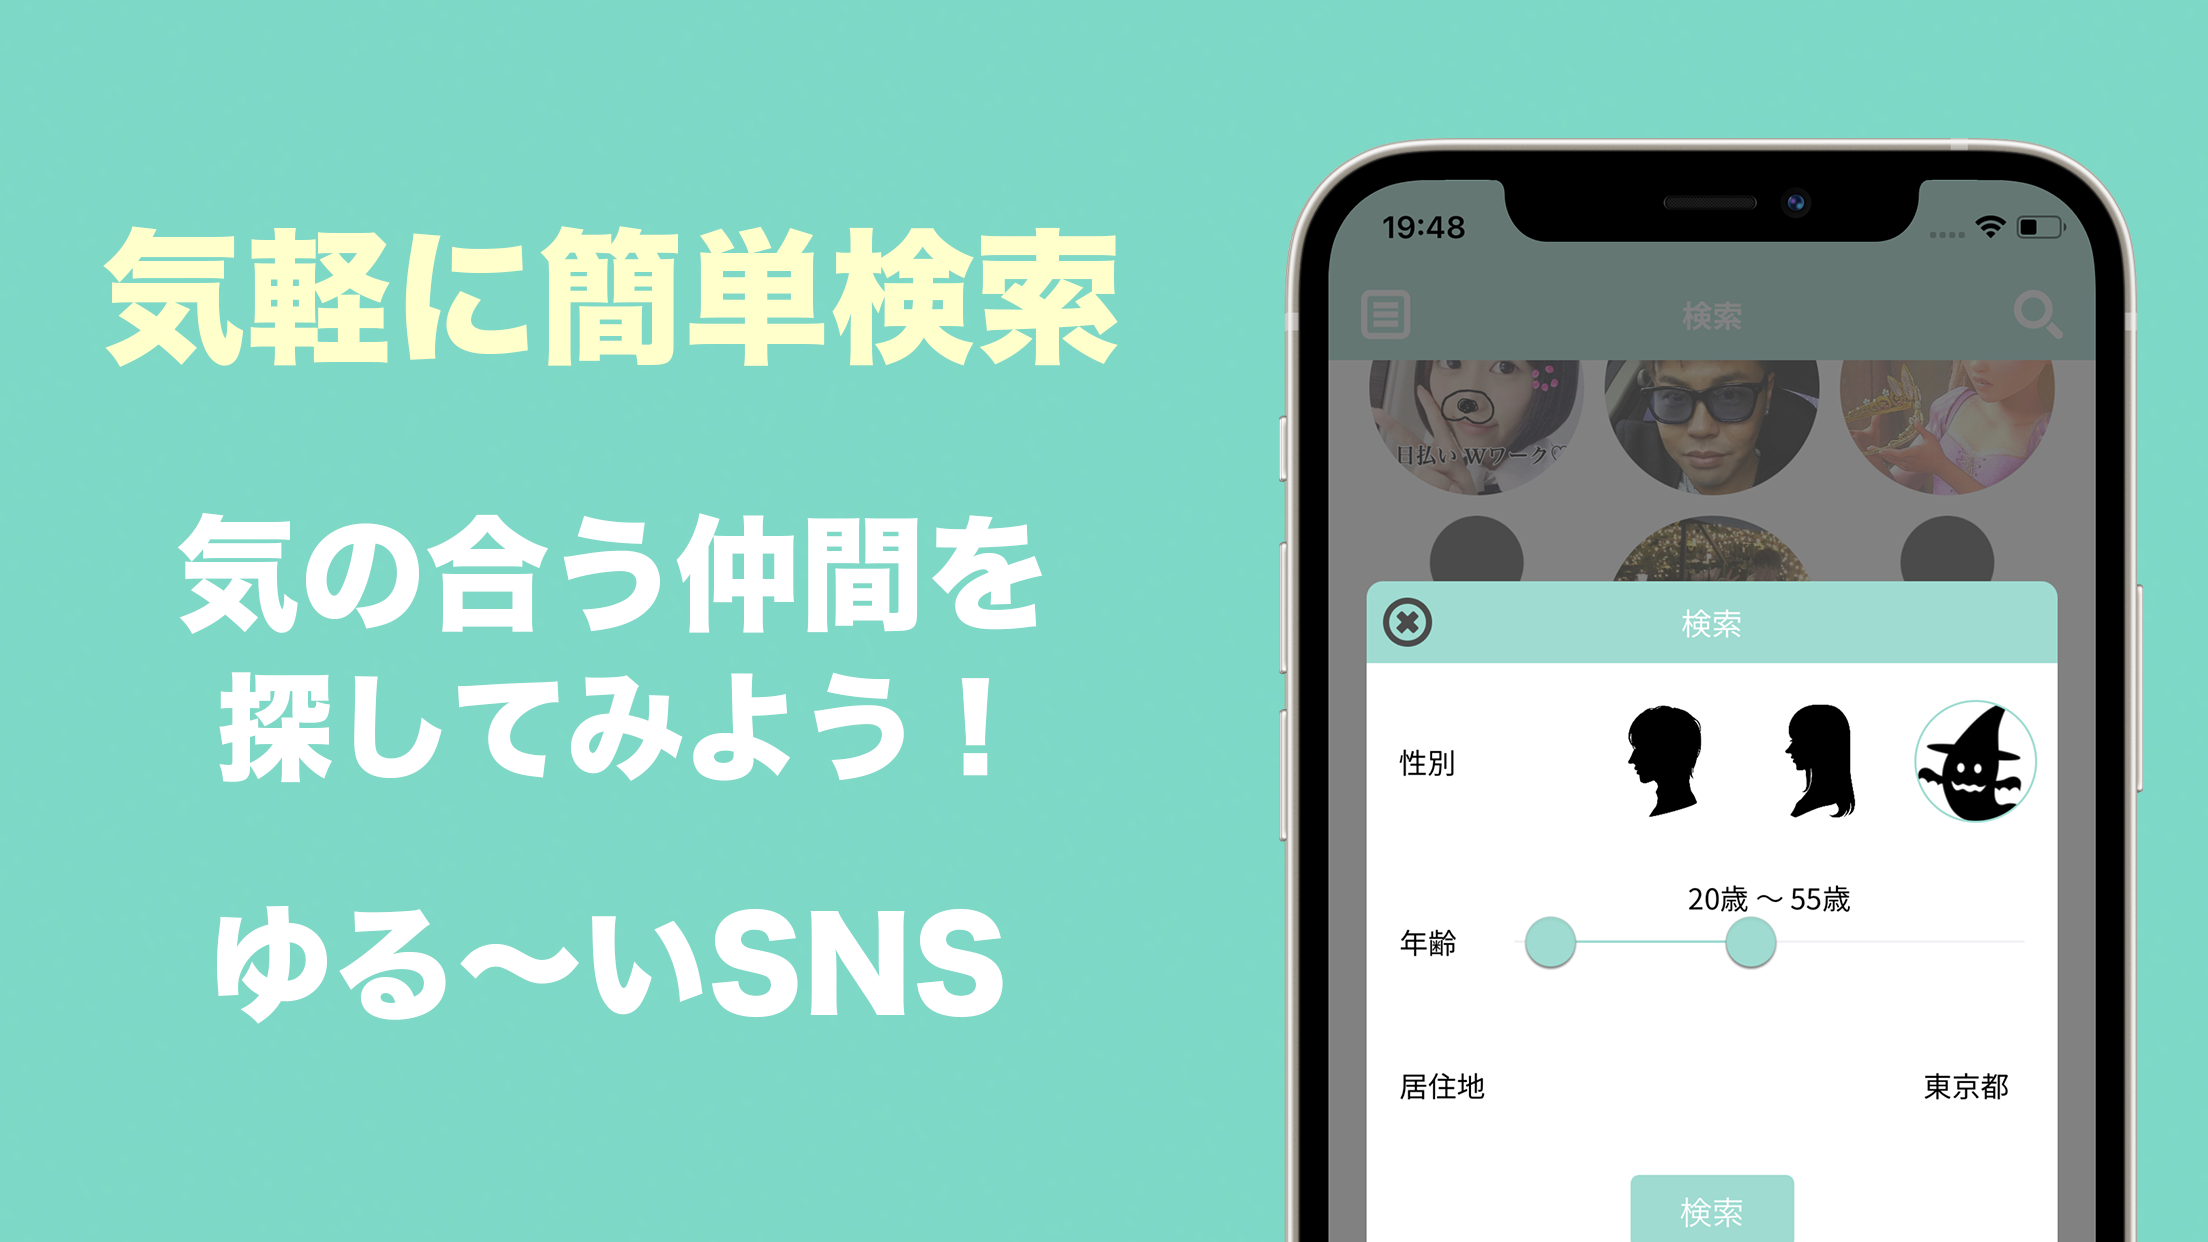 気軽に簡単検索
気の合う仲間を
探してみよう！
ゆる〜いSNS
19:48
検索
日払い Wワーク♡
検索
性別
20歳 〜 55歳
年齢
居住地
東京都
検索